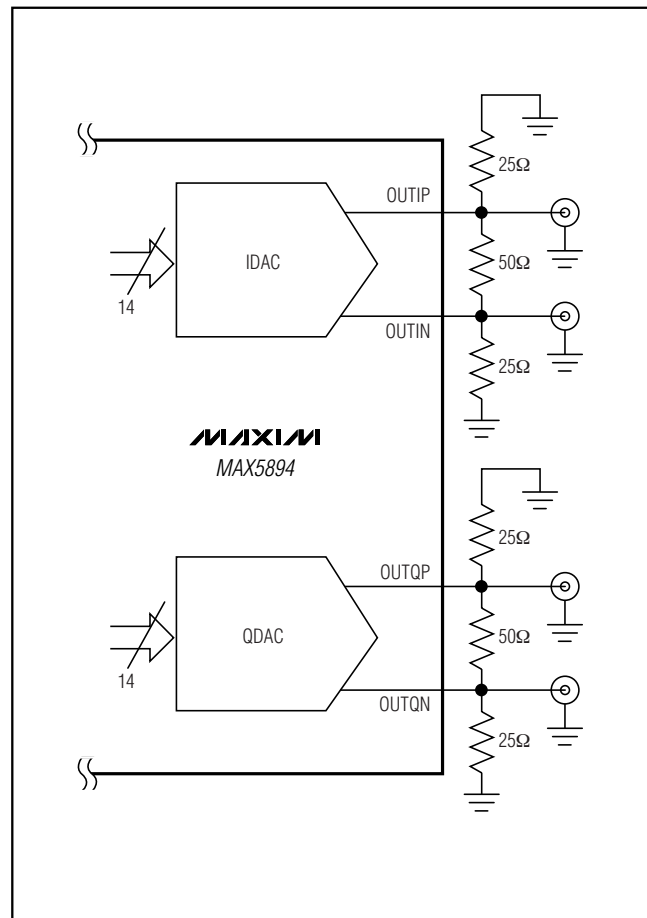 25Ω
OUTIP
IDAC
50Ω
14
OUTIN
25Ω
MAXIM
MAX5894
25Ω
OUTQP
QDAC
50Ω
14
OUTQN
25Ω